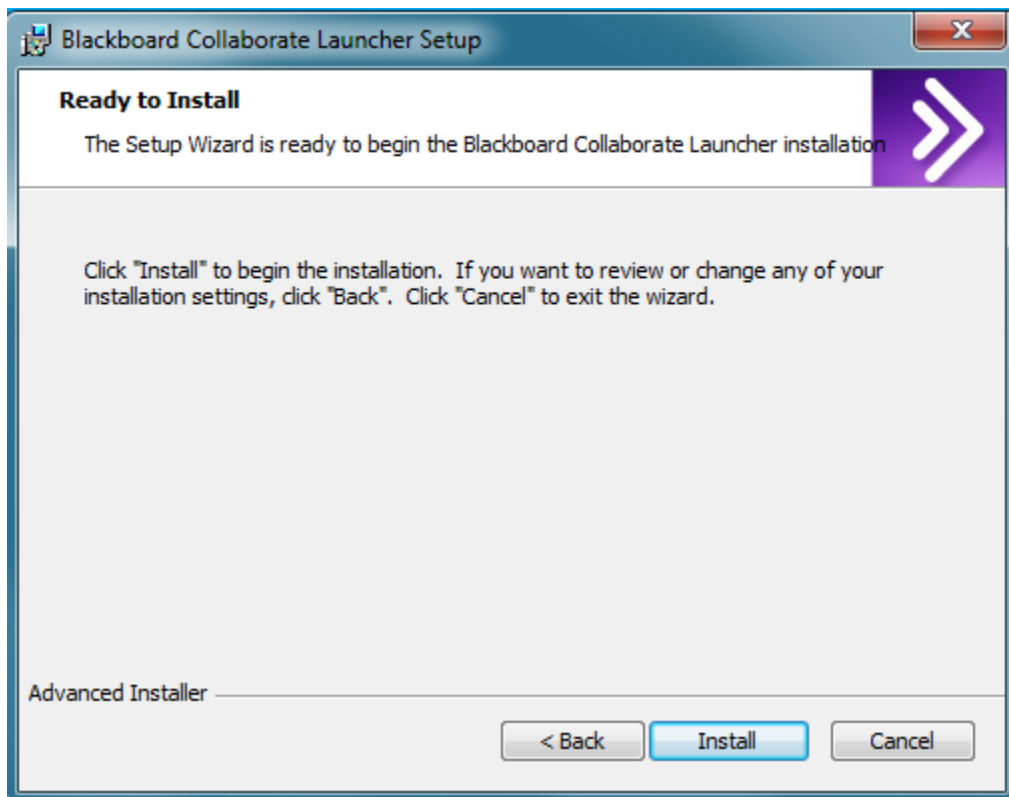 Blackboard Collaborate Launcher Setup
Ready to Install
The Setup Wizard is ready to begin the Blackboard Collaborate Launcher installation
Click "Install" to begin the installation.  If you want to review or change any of your
installation settings, click "Back".  Click "Cancel" to exit the wizard.
Advanced Installer
< Back
Install
Cancel